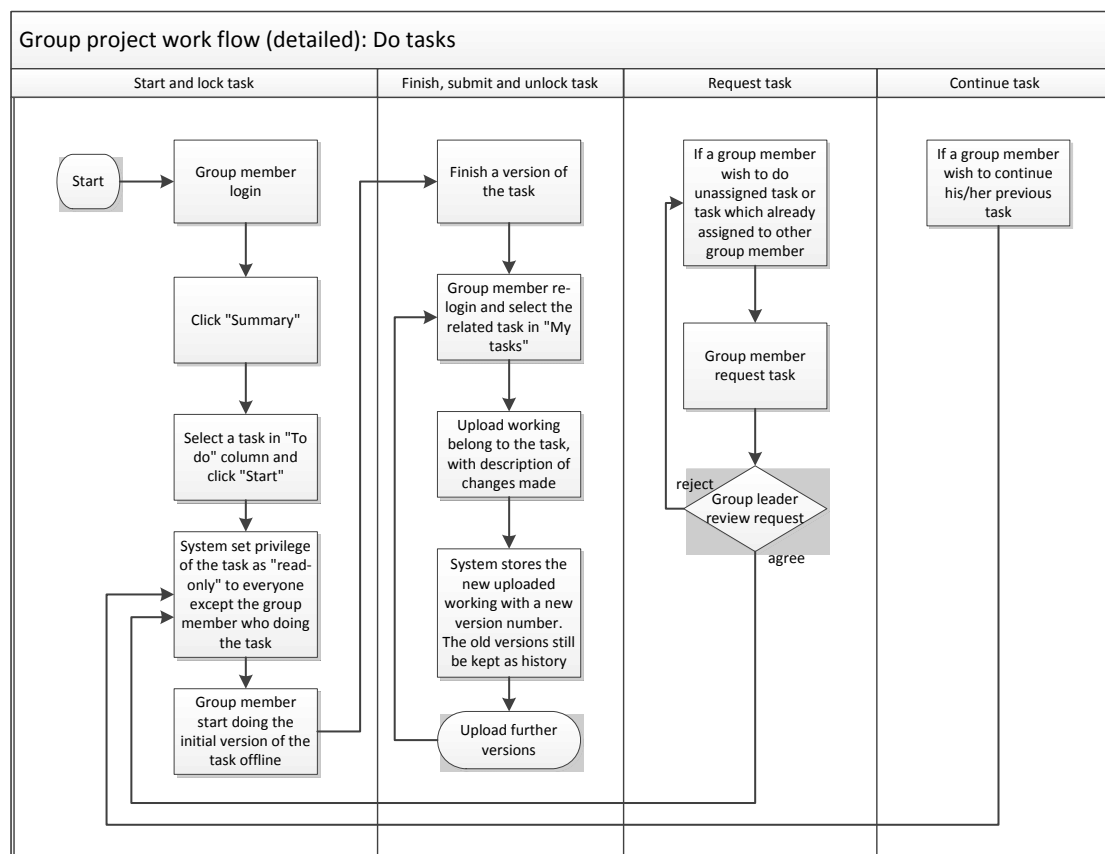 Group project work flow (detailed): Do tasks
Start and lock task
Finish, submit and unlock task
Request task
Continue task
Start
Group member
login
Click "Summary"
Select a task in "To
do" column and
click "Start"
System set privilege
of the task as "read-
only" to everyone
except the group
member who doing
the task
Group member
start doing the
initial version of the
task offline
Finish a version of
the task
Group member re-
login and select the
related task in "My
tasks"
Upload working
belong to the task,
with description of
changes made
System stores the
new uploaded
working with a new
version number.
The old versions still
be kept as history
Upload further
versions
If a group member
wish to do
unassigned task or
task which already
assigned to other
group member
Group member
request task
reject
Group leader
review request
agree
If a group member
wish to continue
his/her previous
task